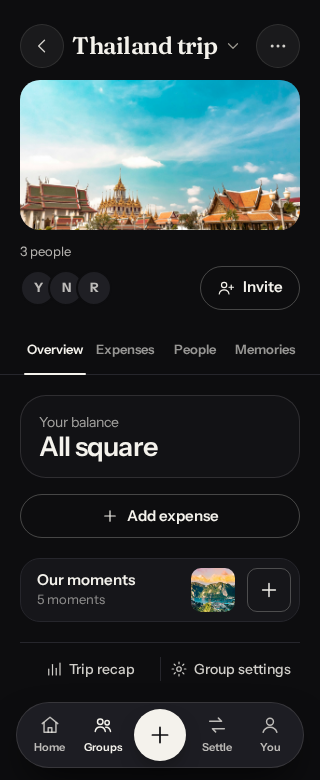 Thailand trip
3 people
Y N R
Invite
Overview Expenses People Memories
Your balance
All square
Add expense
Our moments
5 moments
Trip recap Group settings
Home Groups Settle You